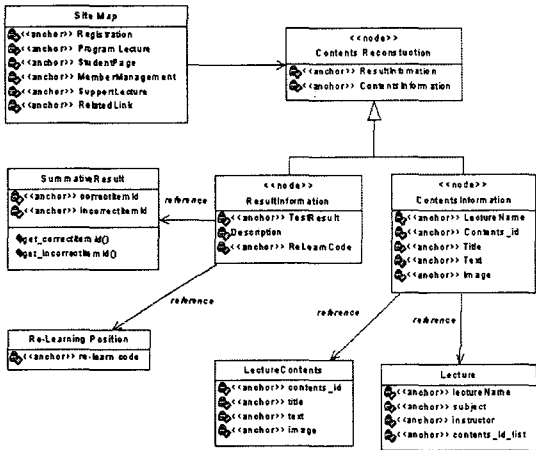 Site Map
<<anchor>> Registration
<<anchor>> Program Lecture
<<anchor>> StudentPage
<<anchor>> MemberManagement
<<anchor>> SupportLecture
<<anchor>> RelatedLink
<<node>>
Contents Reconstuction
<<anchor>> ResultInfomation
<<anchor>> ContentsInformation
SummativeResult
<<anchor>> correctItemId
<<anchor>> incorrectItemId
get_correctItemId()
get_incorrectItemId()
reference
<<node>>
ResultInformation
<<anchor>> TestResult
Description
<<anchor>> ReLearnCode
<<node>>
ContentsInformation
<<anchor>> LectureName
<<anchor>> Contents_id
<<anchor>> Title
<<anchor>> Text
<<anchor>> Image
reference
reference
reference
Re-Learning Position
<<anchor>> re-learn code
LectureContents
<<anchor>> contents_id
<<anchor>> title
<<anchor>> text
<<anchor>> image
Lecture
<<anchor>> lectureName
<<anchor>> subject
<<anchor>> instructor
<<anchor>> contents_id_list